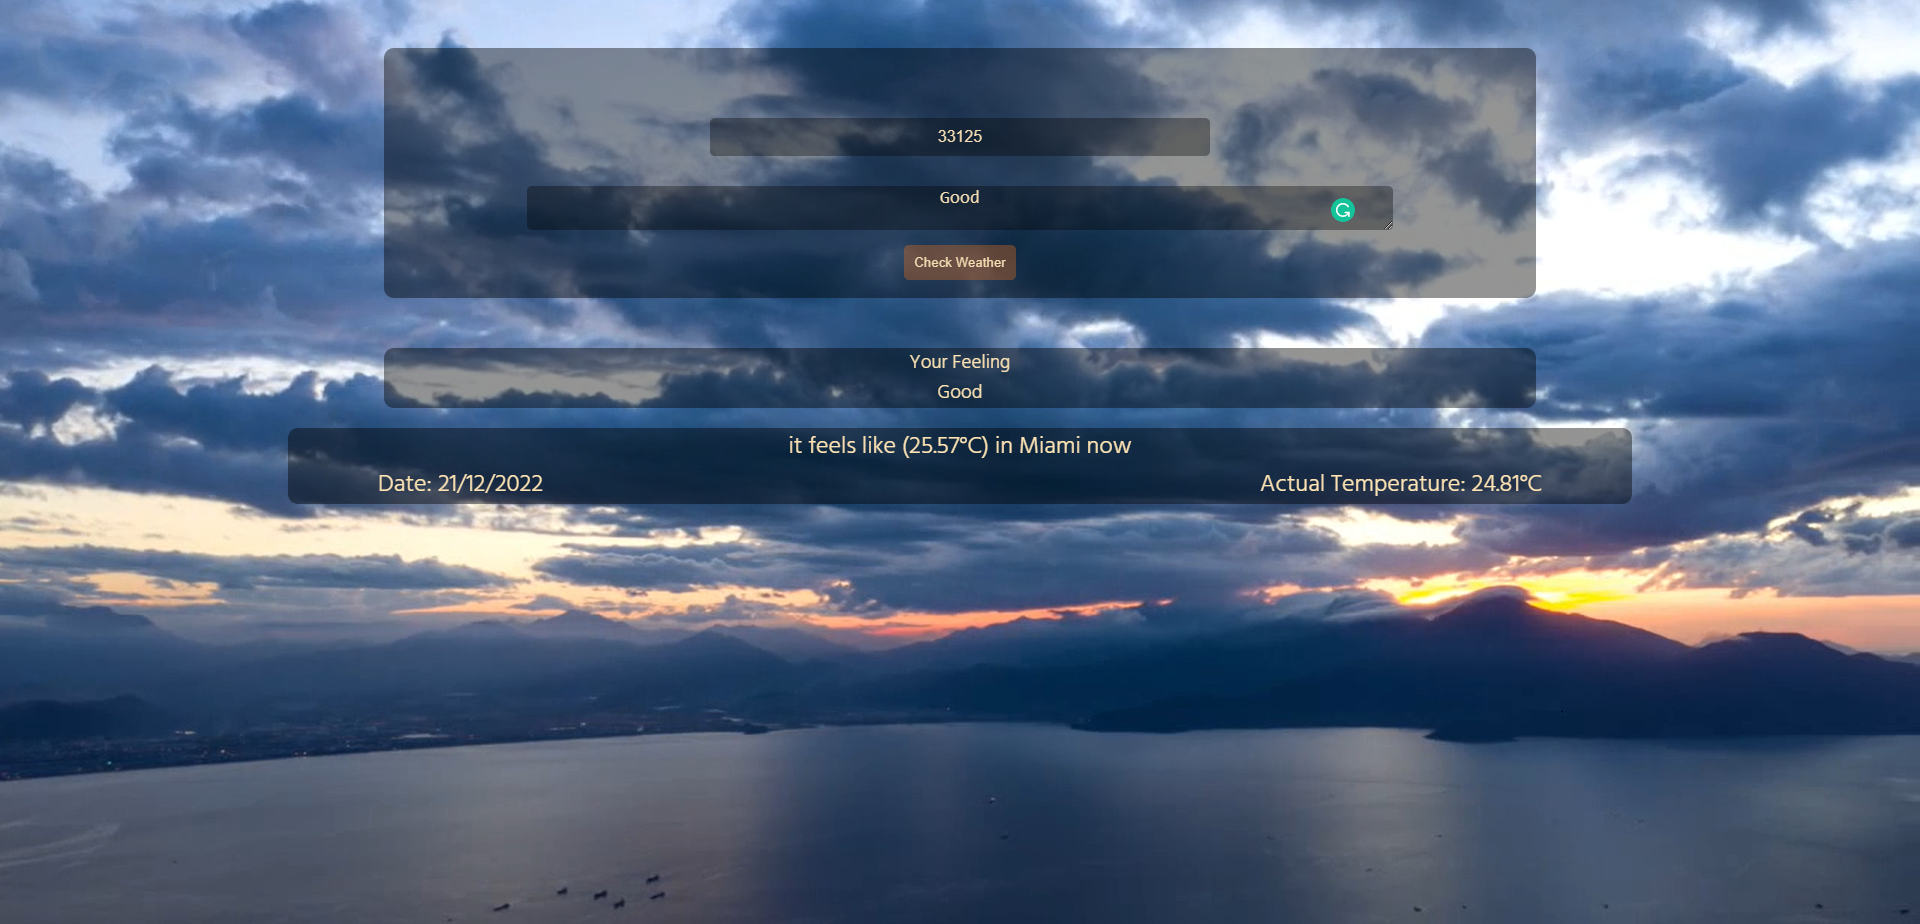 33125
Good
Check Weather
Your Feeling
Good
it feels like (25.57°C) in Miami now
Date: 21/12/2022
Actual Temperature: 24.81°C